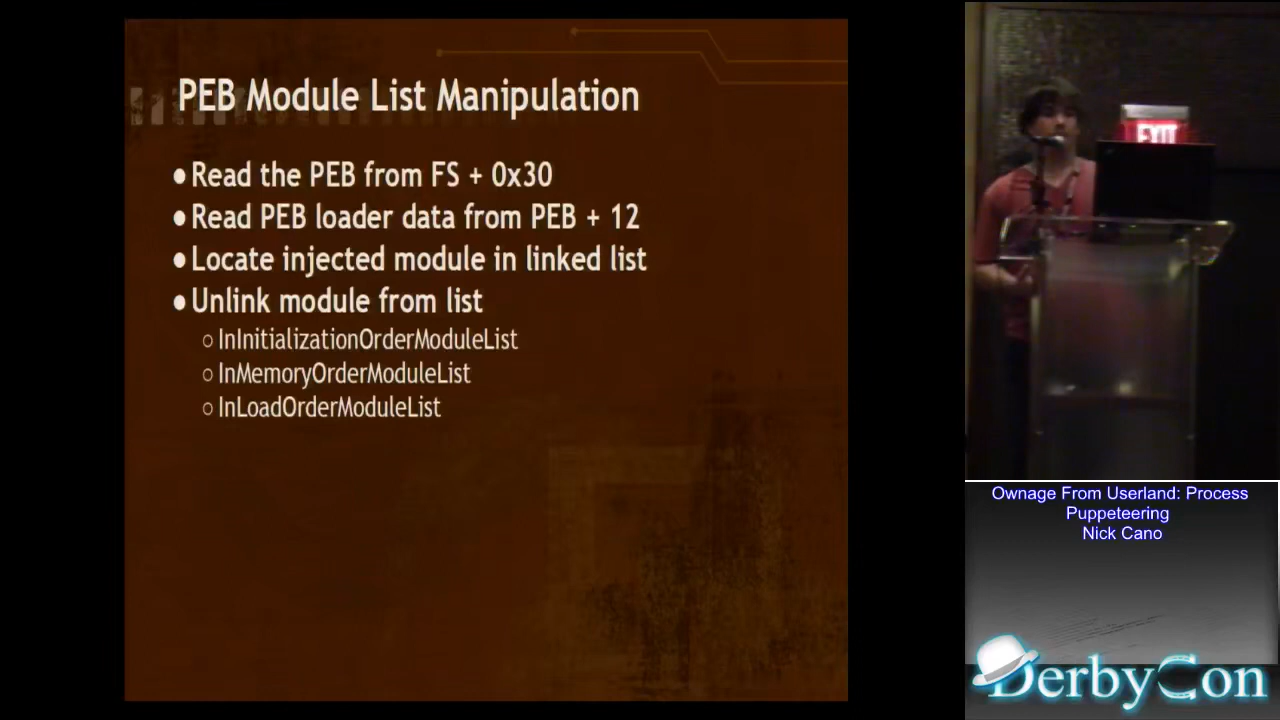 PEB Module List Manipulation
●Read the PEB from FS + 0x30
●Read PEB loader data from PEB + 12
●Locate injected module in linked list
●Unlink module from list
○InInitializationOrderModuleList
○InMemoryOrderModuleList
○InLoadOrderModuleList
EXIT
Ownage From Userland: Process
Puppeteering
Nick Cano
DerbyCon